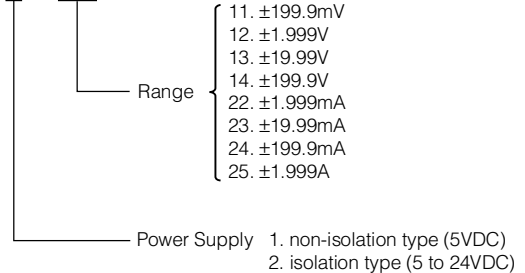 11. ±199.9mV
12. ±1.999V
13. ±19.99V
14. ±199.9V
Range
22. ±1.999mA
23. ±19.99mA
24. ±199.9mA
25. ±1.999A
Power Supply 1. non-isolation type (5VDC)
2. isolation type (5 to 24VDC)